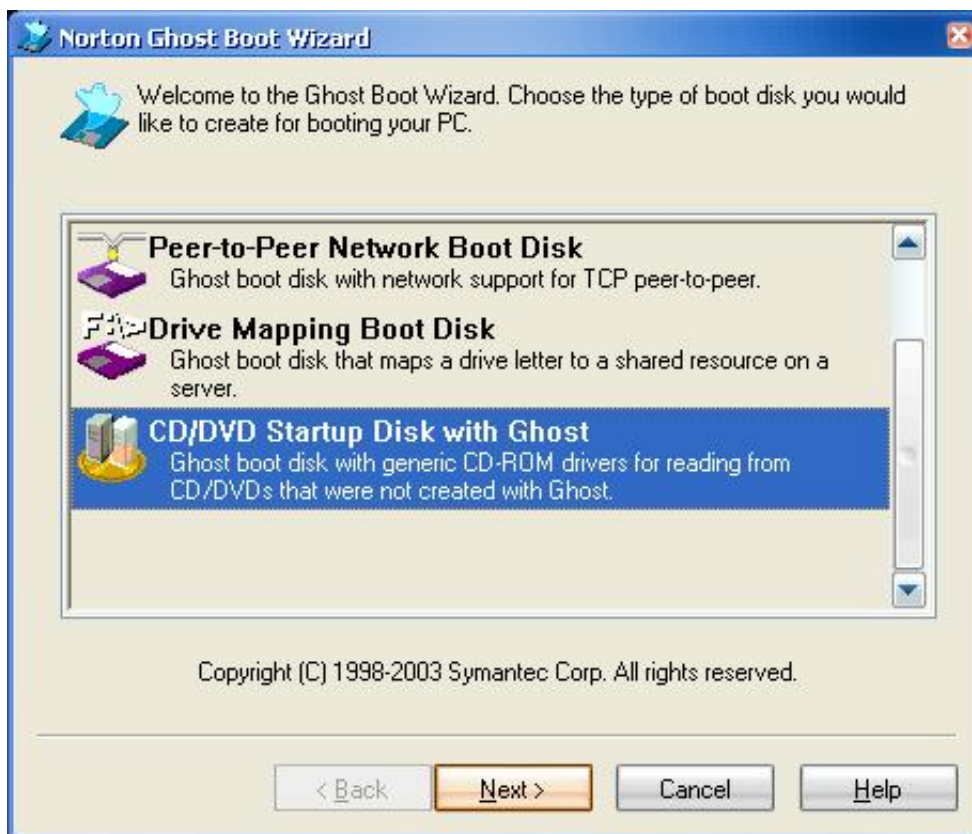 Norton Ghost Boot Wizard
Welcome to the Ghost Boot Wizard. Choose the type of boot disk you would
like to create for booting your PC.
Peer-to-Peer Network Boot Disk
Ghost boot disk with network support for TCP peer-to-peer.
F:\>Drive Mapping Boot Disk
Ghost boot disk that maps a drive letter to a shared resource on a
server.
CD/DVD Startup Disk with Ghost
Ghost boot disk with generic CD-ROM drivers for reading from
CD/DVDs that were not created with Ghost.
Copyright (C) 1998-2003 Symantec Corp. All rights reserved.
< Back Next > Cancel Help